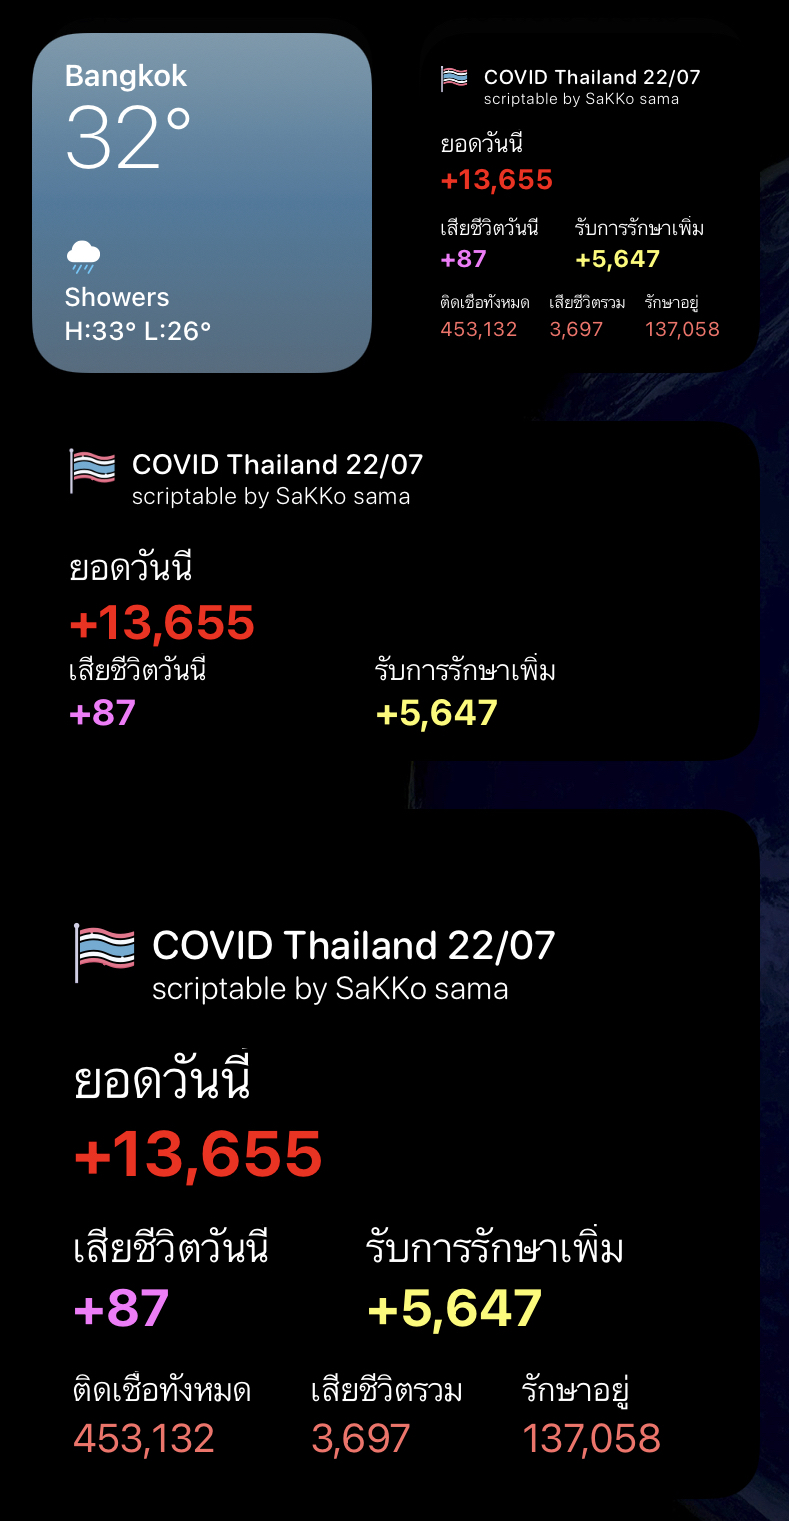 Bangkok
32°
Showers
H:33° L:26°
COVID Thailand 22/07
scriptable by SaKKo sama
ยอดวันนี้
+13,655
เสียชีวิตวันนี้ รับการรักษาเพิ่ม
+87 +5,647
ติดเชื้อทั้งหมด เสียชีวิตรวม รักษาอยู่
453,132 3,697 137,058
COVID Thailand 22/07
scriptable by SaKKo sama
ยอดวันนี้
+13,655
เสียชีวิตวันนี้ รับการรักษาเพิ่ม
+87 +5,647
COVID Thailand 22/07
scriptable by SaKKo sama
ยอดวันนี้
+13,655
เสียชีวิตวันนี้ รับการรักษาเพิ่ม
+87 +5,647
ติดเชื้อทั้งหมด เสียชีวิตรวม รักษาอยู่
453,132 3,697 137,058